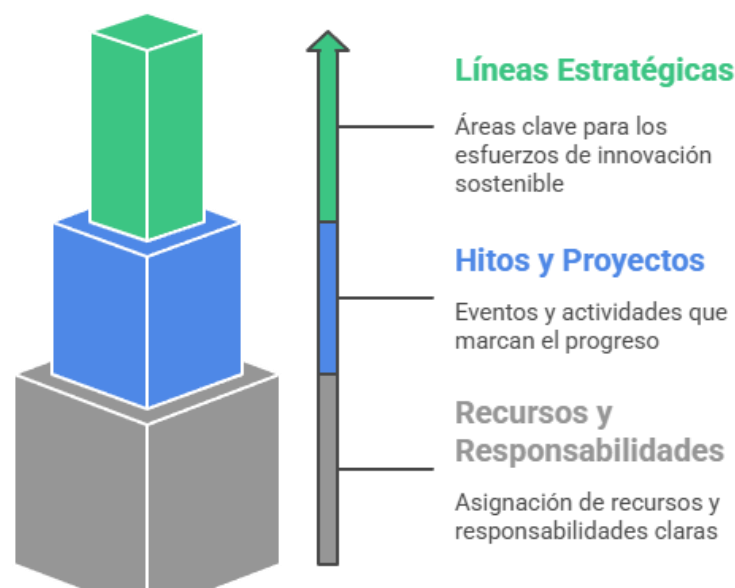 Líneas Estratégicas
Áreas clave para los
esfuerzos de innovación
sostenible
Hitos y Proyectos
Eventos y actividades que
marcan el progreso
Recursos y
Responsabilidades
Asignación de recursos y
responsabilidades claras